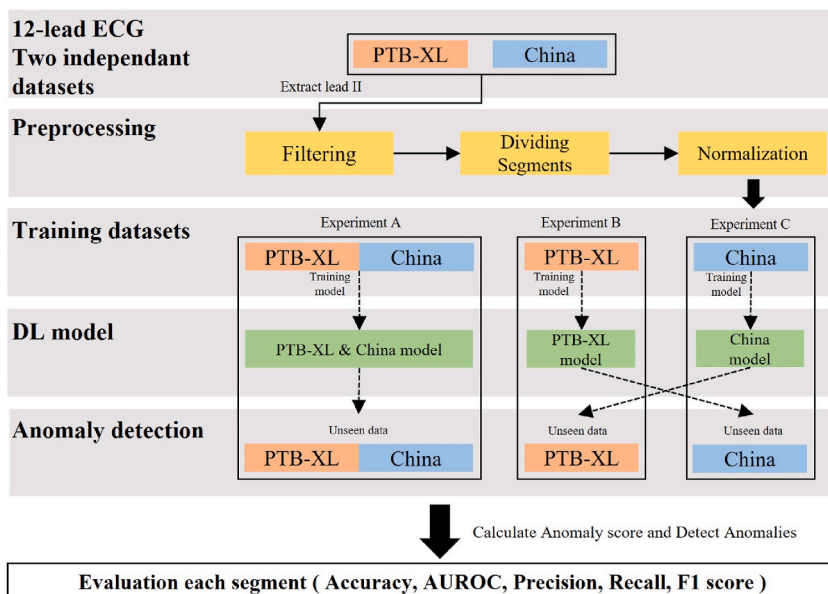 12-lead ECG
Two independant
datasets
PTB-XL
China
Extract lead II
Preprocessing
Filtering
Dividing
Segments
Normalization
Training datasets
Experiment A
Experiment B
Experiment C
PTB-XL
China
PTB-XL
China
Training
model
Training
model
Training
model
DL model
PTB-XL & China model
PTB-XL
model
China
model
Anomaly detection
Unseen data
Unseen data
Unseen data
PTB-XL
China
PTB-XL
China
Calculate Anomaly score and Detect Anomalies
Evaluation each segment ( Accuracy, AUROC, Precision, Recall, F1 score )